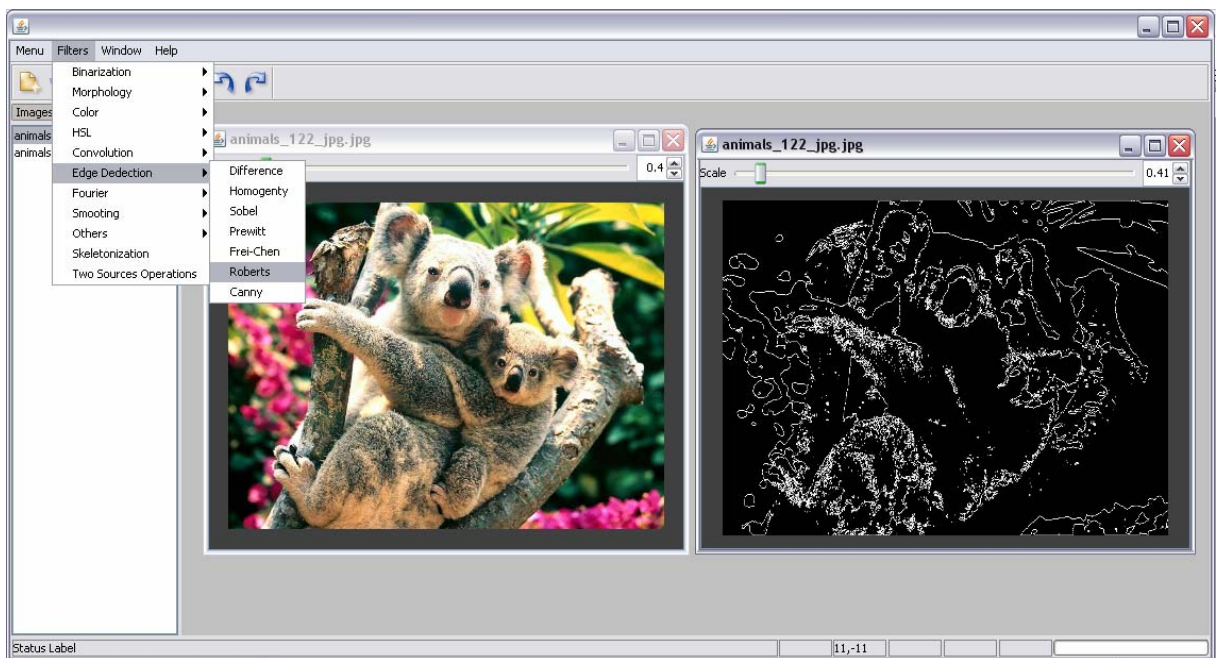 Menu Filters Window Help
Binarization
Morphology
Color
HSL
Convolution
Edge Dedection
Fourier
Smooting
Others
Skeletonization
Two Sources Operations
Difference
Homogenty
Sobel
Prewitt
Frei-Chen
Roberts
Canny
Images
animals
animals
animals_122_jpg.jpg
0.4
animals_122_jpg.jpg
Scale 0.41
Status Label 11,-11